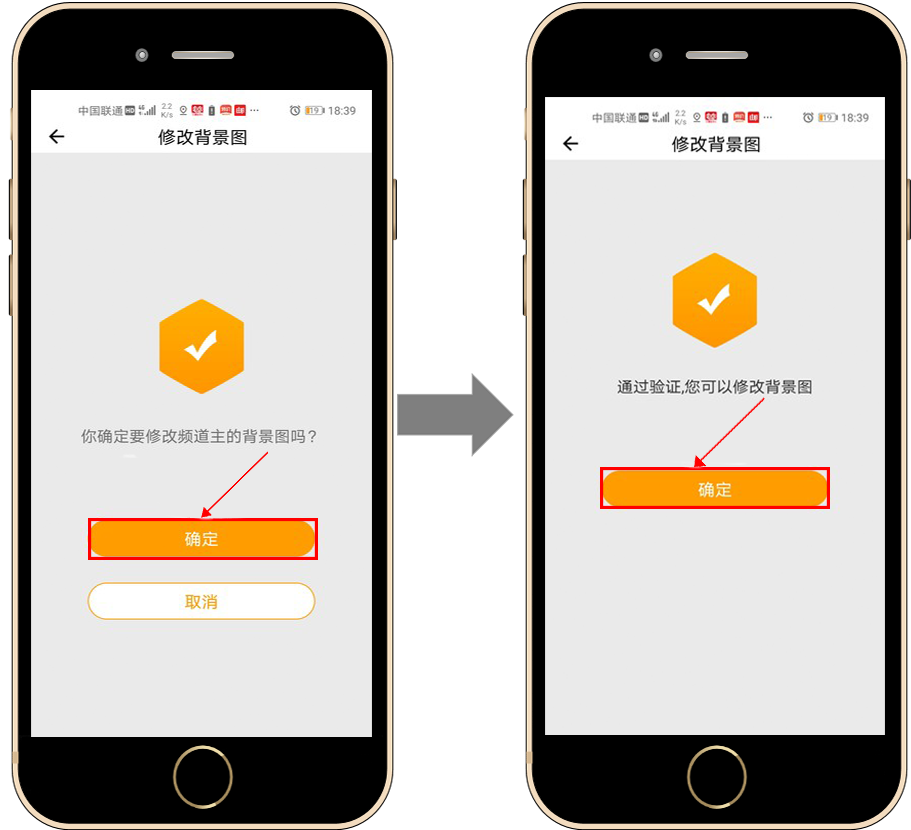 中国联通 HD 4G 2.2 K/s ... 19 18:39
修改背景图
你确定要修改频道主的背景图吗?
确定
取消
中国联通 HD 4G 2.2 K/s ... 19 18:39
修改背景图
通过验证,您可以修改背景图
确定